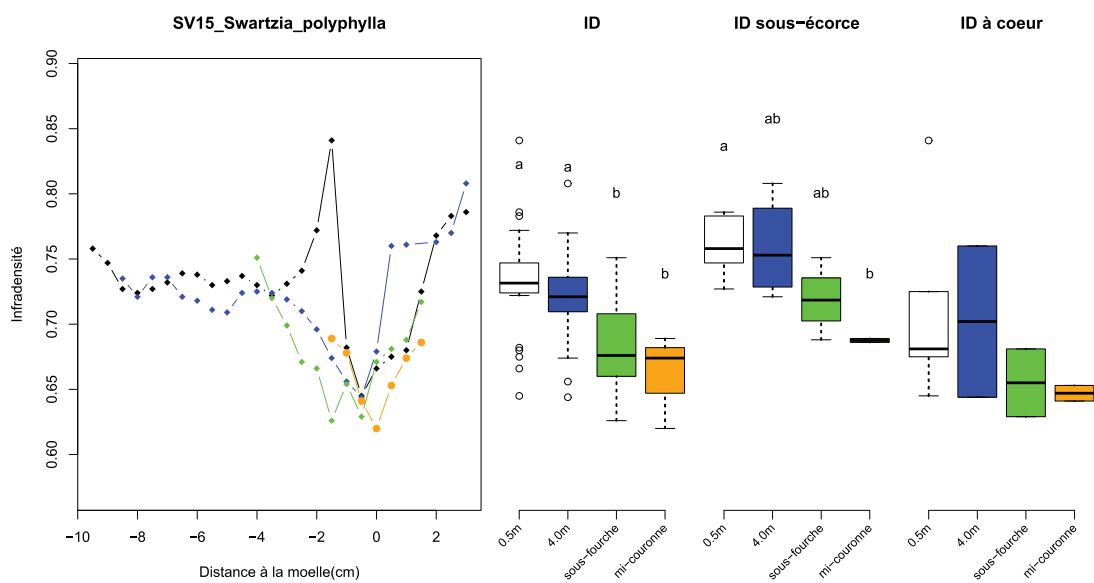 SV15_Swartzia_polyphylla
ID
ID sous−écorce
ID à coeur
Infradensité
0.90
0.85
0.80
0.75
0.70
0.65
0.60
−10
−8
−6
−4
−2
0
2
Distance à la moelle(cm)
a
a
b
b
0.5m
4.0m
sous−fourche
mi−couronne
a
ab
ab
b
0.5m
4.0m
sous−fourche
mi−couronne
0.5m
4.0m
sous−fourche
mi−couronne